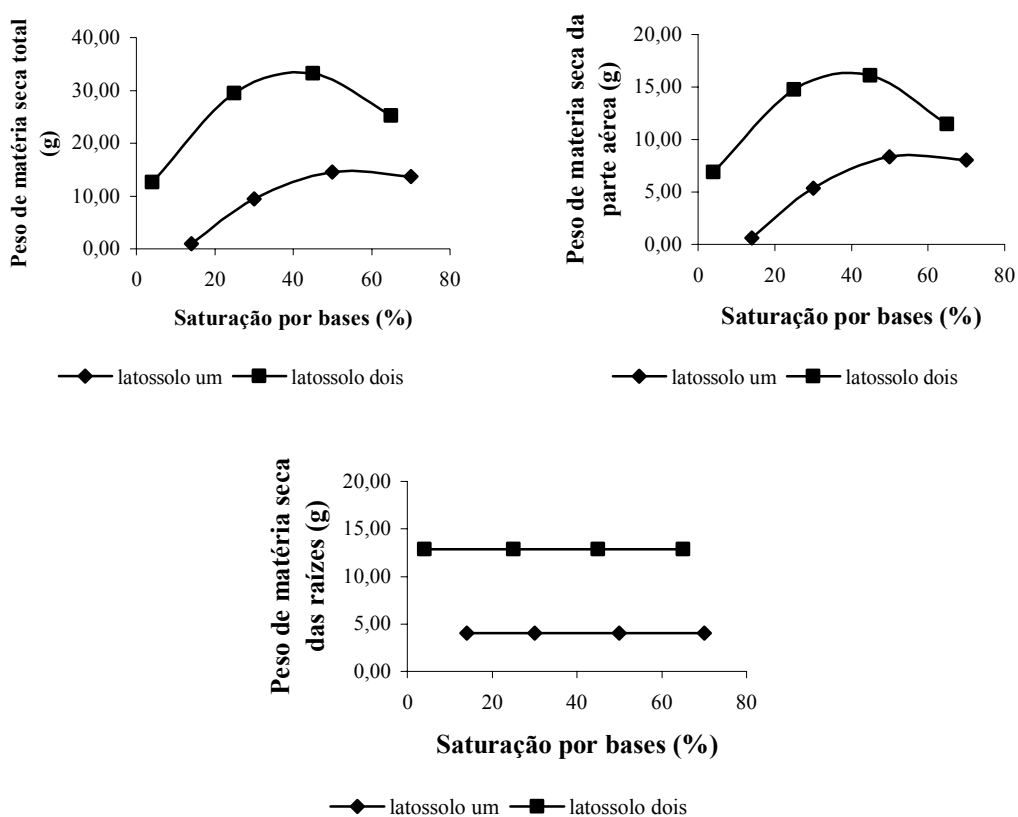 Peso de matéria seca total
(g)
40,00
30,00
20,00
10,00
0,00
0 20 40 60 80
Saturação por bases (%)
latossolo um latossolo dois
Peso de materia seca da
parte aérea (g)
20,00
15,00
10,00
5,00
0,00
0 20 40 60 80
Saturação por bases (%)
latossolo um latossolo dois
Peso de matéria seca
das raízes (g)
20,00
15,00
10,00
5,00
0,00
0 20 40 60 80
Saturação por bases (%)
latossolo um latossolo dois